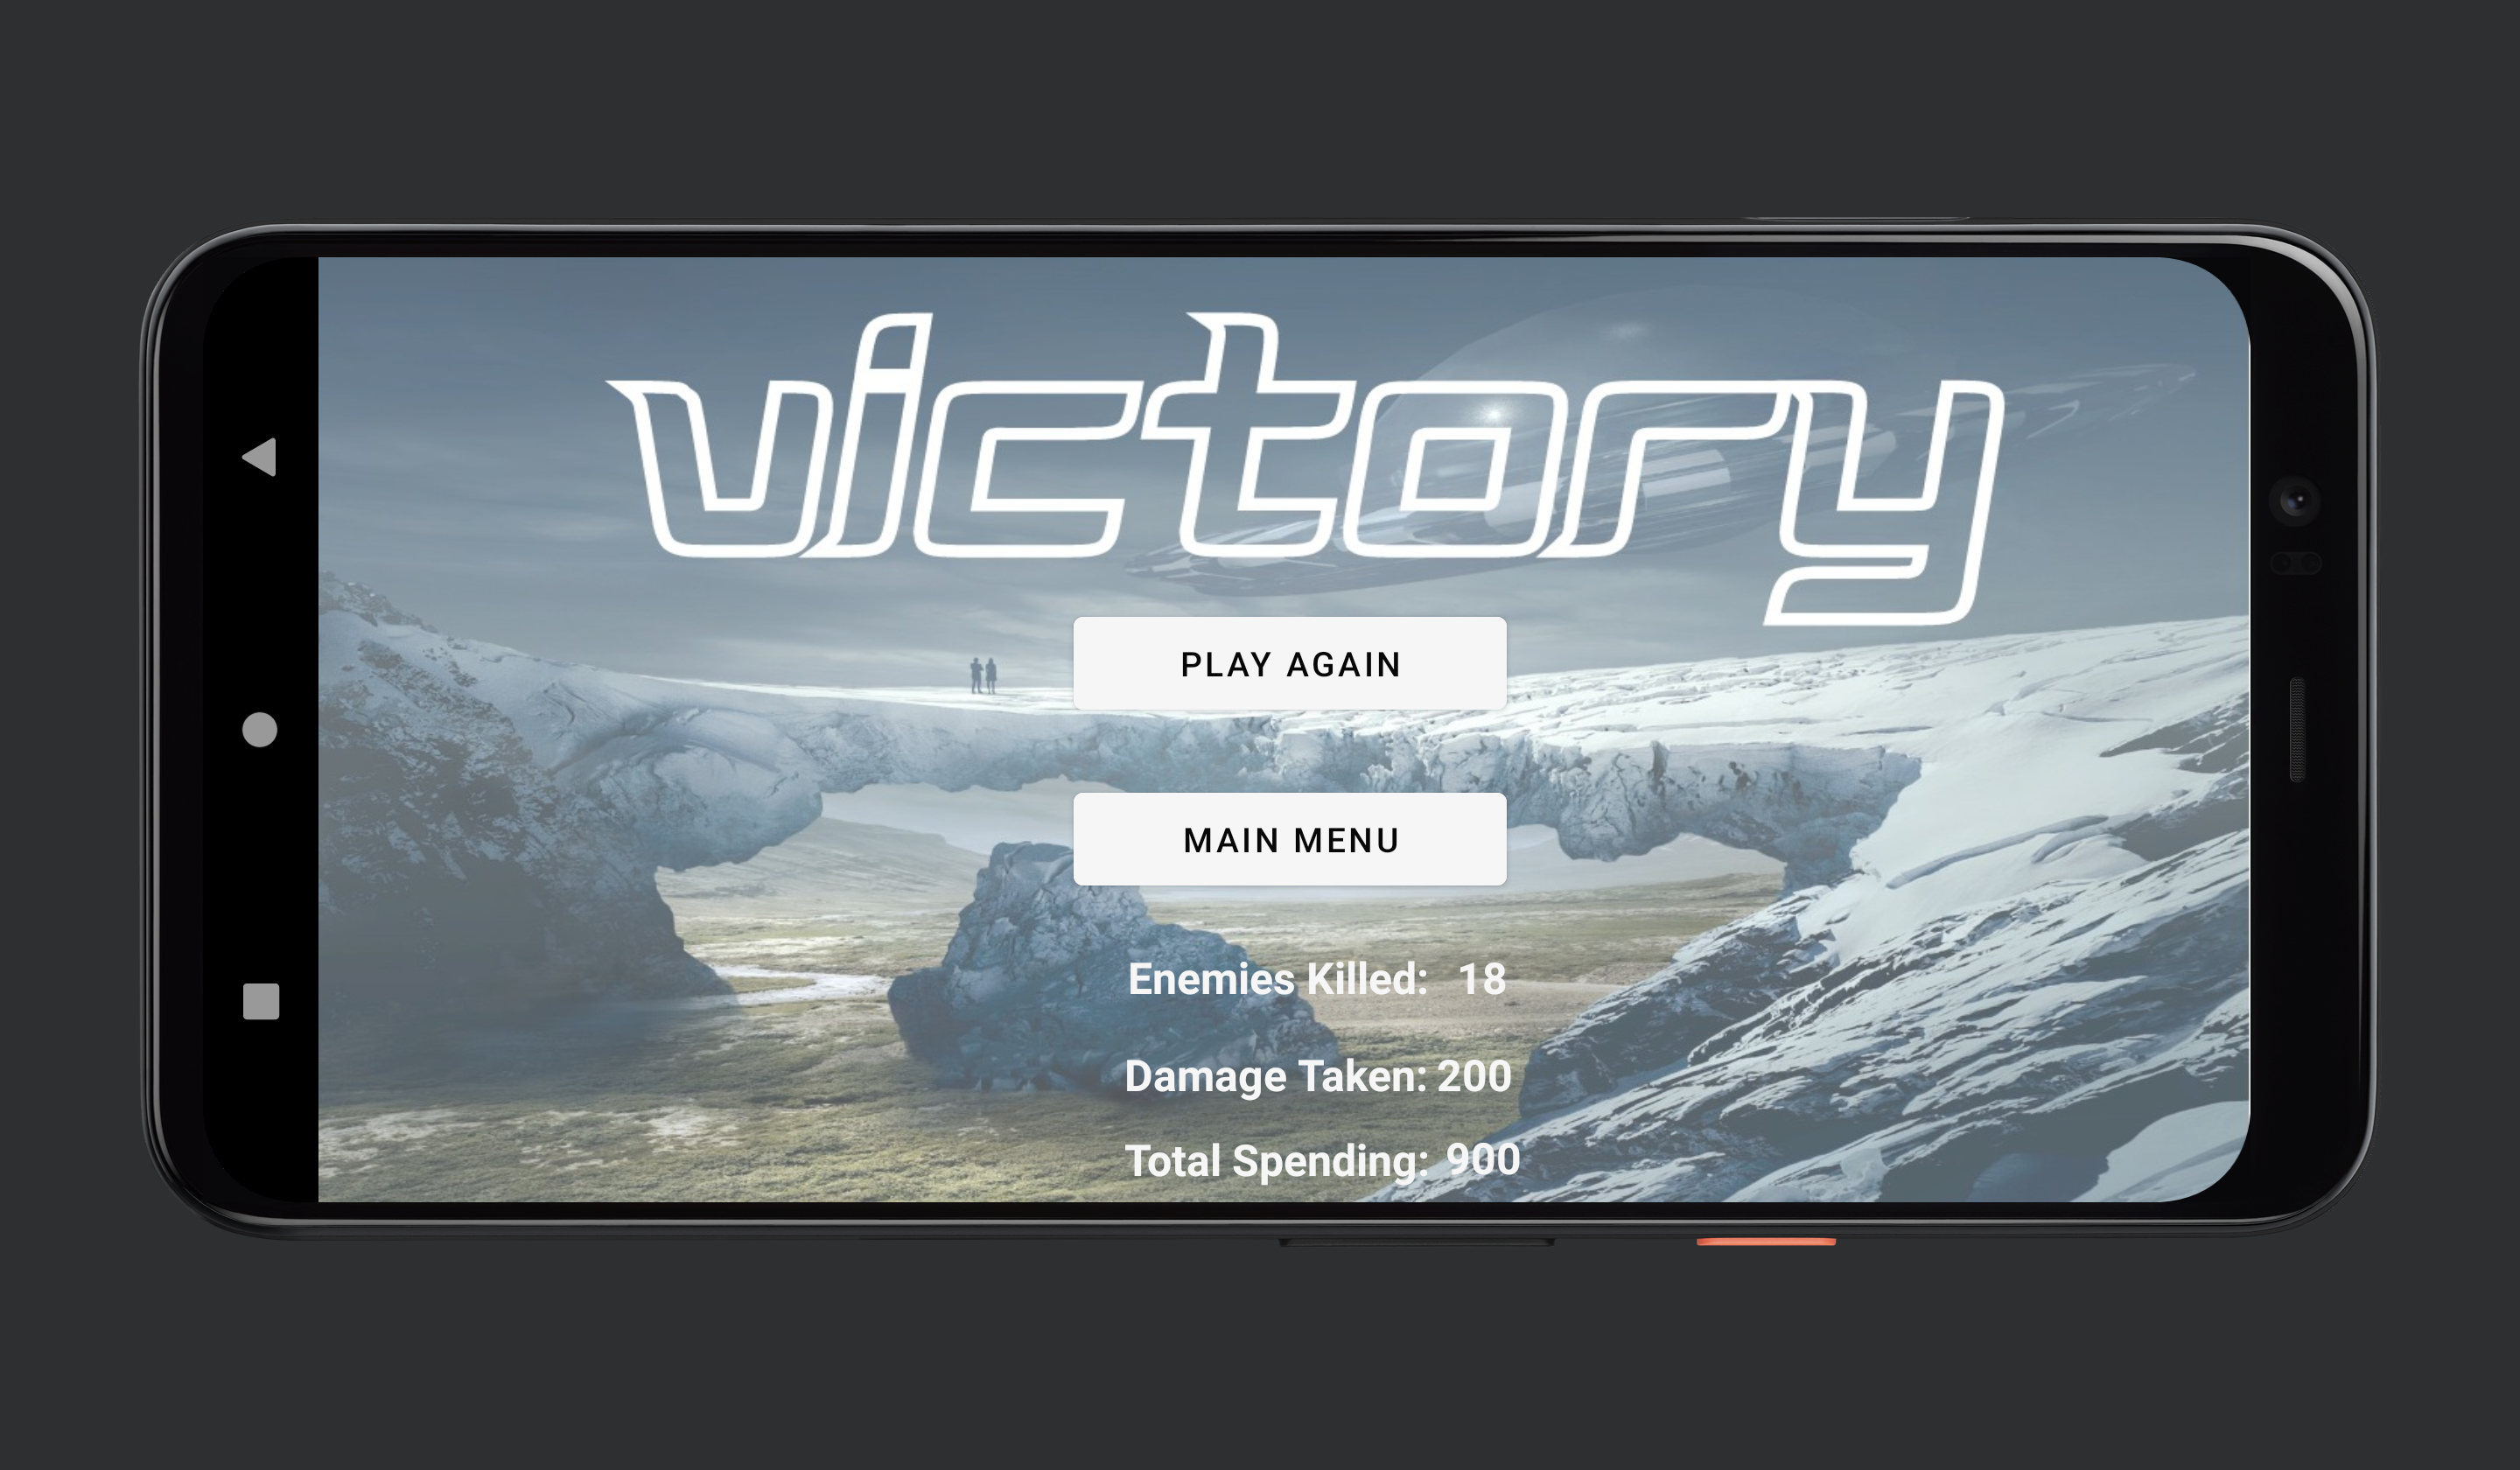 victory
PLAY AGAIN
MAIN MENU
Enemies Killed: 18
Damage Taken: 200
Total Spending: 900